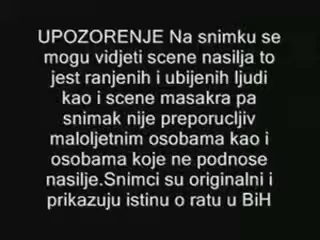 UPOZORENJE Na snimku se
mogu vidjeti scene nasilja to
jest ranjenih i ubijenih ljudi
kao i scene masakra pa
snimak nije preporucljiv
maloljetnim osobama kao i
osobama koje ne podnose
nasilje.Snimci su originalni i
prikazuju istinu o ratu u BiH